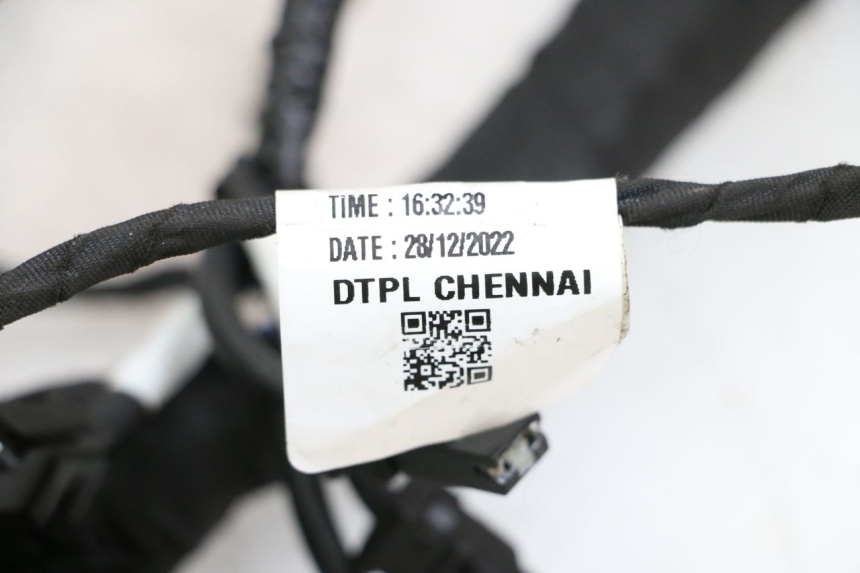 TIME : 16:32:39
DATE : 28/12/2022
DTPL CHENNAI